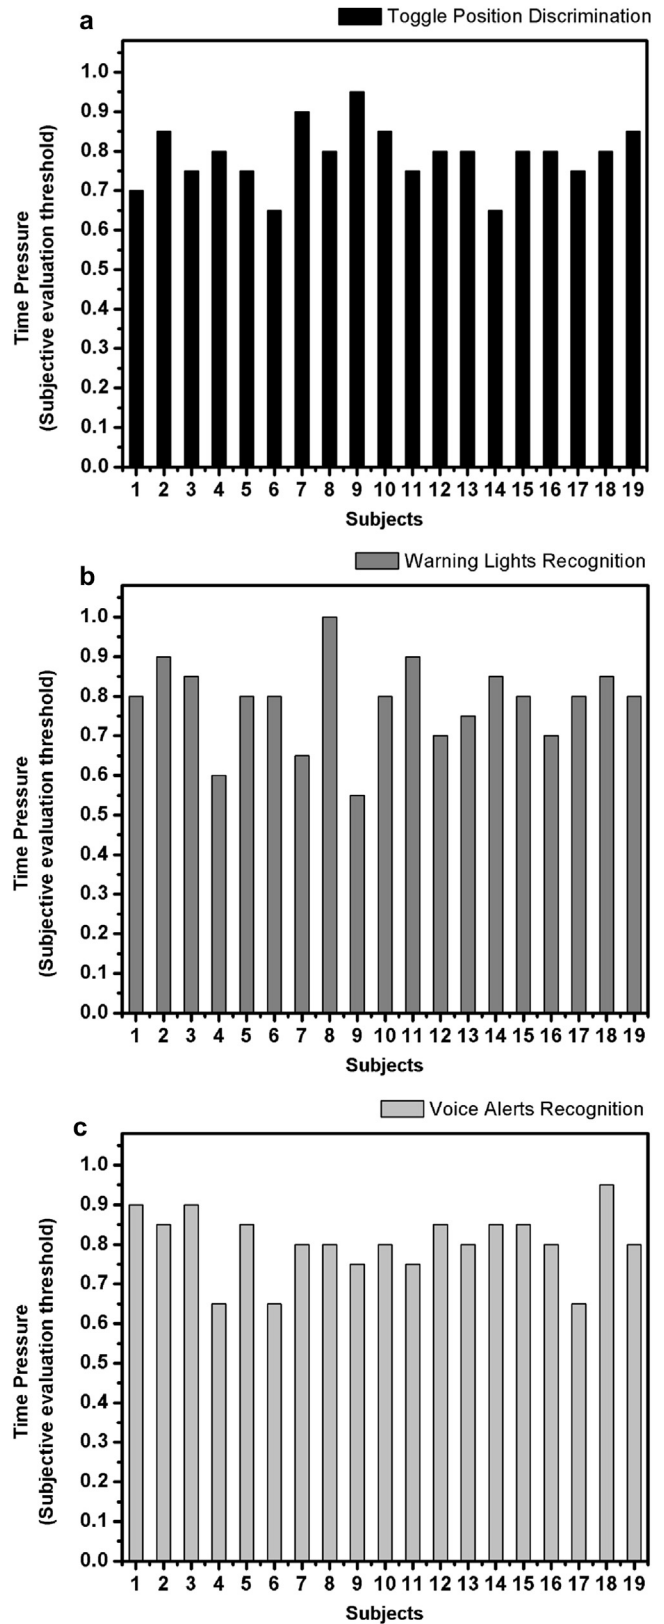 a
Toggle Position Discrimination
1.0
0.9
0.8
0.7
0.6
0.5
0.4
0.3
0.2
0.1
0.0
Time Pressure
(Subjective evaluation threshold)
1 2 3 4 5 6 7 8 9 10 11 12 13 14 15 16 17 18 19
Subjects
b
Warning Lights Recognition
1.0
0.9
0.8
0.7
0.6
0.5
0.4
0.3
0.2
0.1
0.0
Time Pressure
(Subjective evaluation threshold)
1 2 3 4 5 6 7 8 9 10 11 12 13 14 15 16 17 18 19
Subjects
c
Voice Alerts Recognition
1.0
0.9
0.8
0.7
0.6
0.5
0.4
0.3
0.2
0.1
0.0
Time Pressure
(Subjective evaluation threshold)
1 2 3 4 5 6 7 8 9 10 11 12 13 14 15 16 17 18 19
Subjects